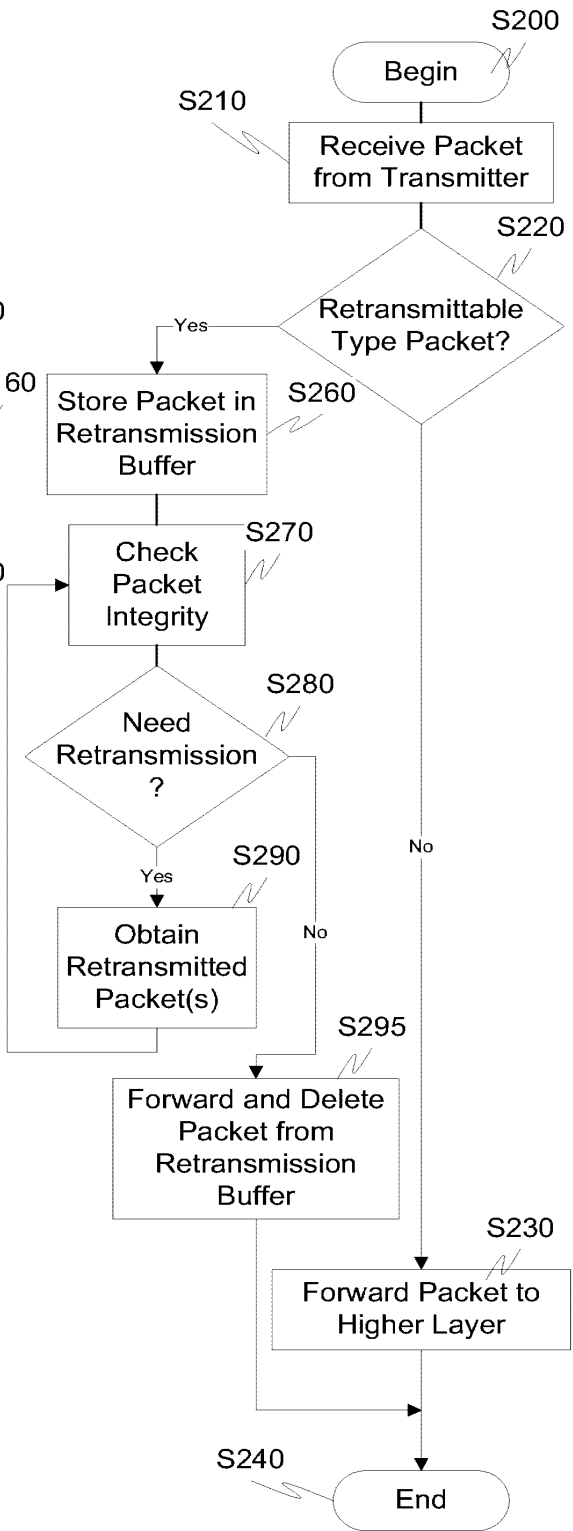 S200
Begin
S210
Receive Packet
from Transmitter
S220
Retransmittable
Type Packet?
Yes
60
Store Packet in
Retransmission
Buffer
S260
Check
Packet
Integrity
S270
S280
Need
Retransmission
?
Yes
No
S290
Obtain
Retransmitted
Packet(s)
No
S295
Forward and Delete
Packet from
Retransmission
Buffer
S230
Forward Packet to
Higher Layer
S240
End